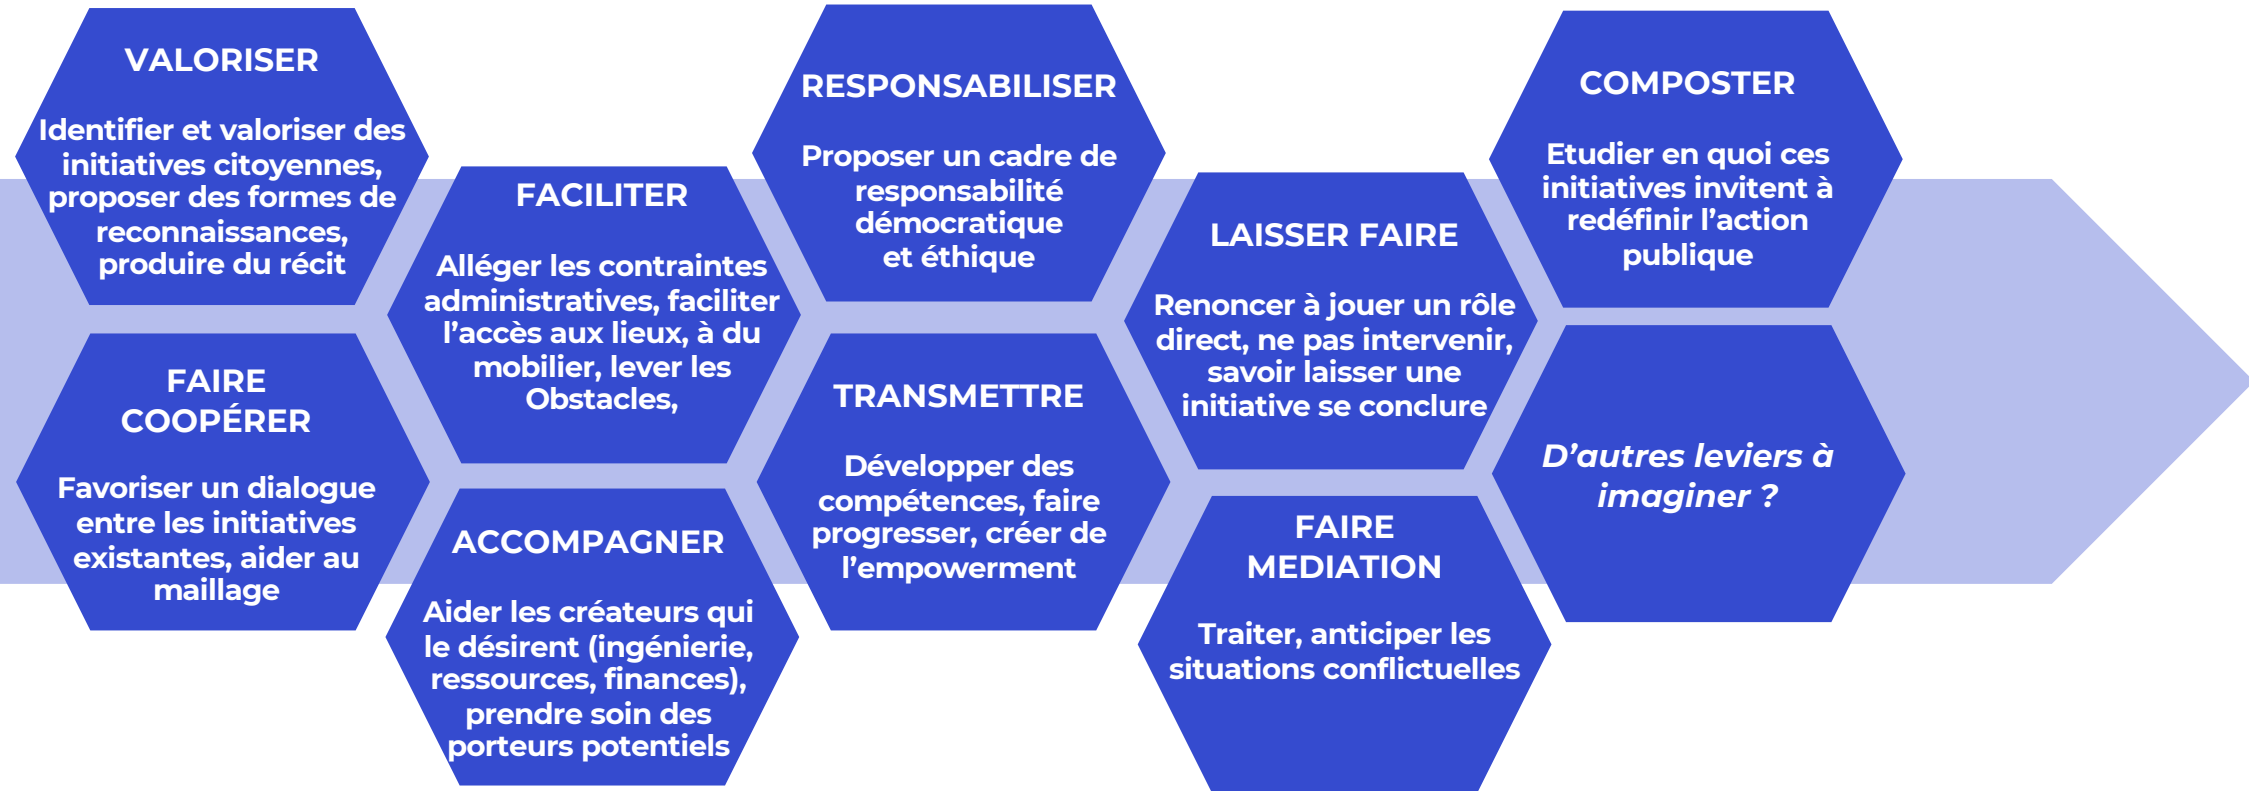 VALORISER
Identifier et valoriser des
initiatives citoyennes,
proposer des formes de
reconnaissances,
produire du récit
FAIRE
COOPÉRER
Favoriser un dialogue
entre les initiatives
existantes, aider au
maillage
FACILITER
Alléger les contraintes
administratives, faciliter
l’accès aux lieux, à du
mobilier, lever les
Obstacles,
ACCOMPAGNER
Aider les créateurs qui
le désirent (ingénierie,
ressources, finances),
prendre soin des
porteurs potentiels
RESPONSABILISER
Proposer un cadre de
responsabilité
démocratique
et éthique
TRANSMETTRE
Développer des
compétences, faire
progresser, créer de
l’empowerment
LAISSER FAIRE
Renoncer à jouer un rôle
direct, ne pas intervenir,
savoir laisser une
initiative se conclure
FAIRE
MEDIATION
Traiter, anticiper les
situations conflictuelles
COMPOSTER
Etudier en quoi ces
initiatives invitent à
redéfinir l’action
publique
D’autres leviers à
imaginer ?